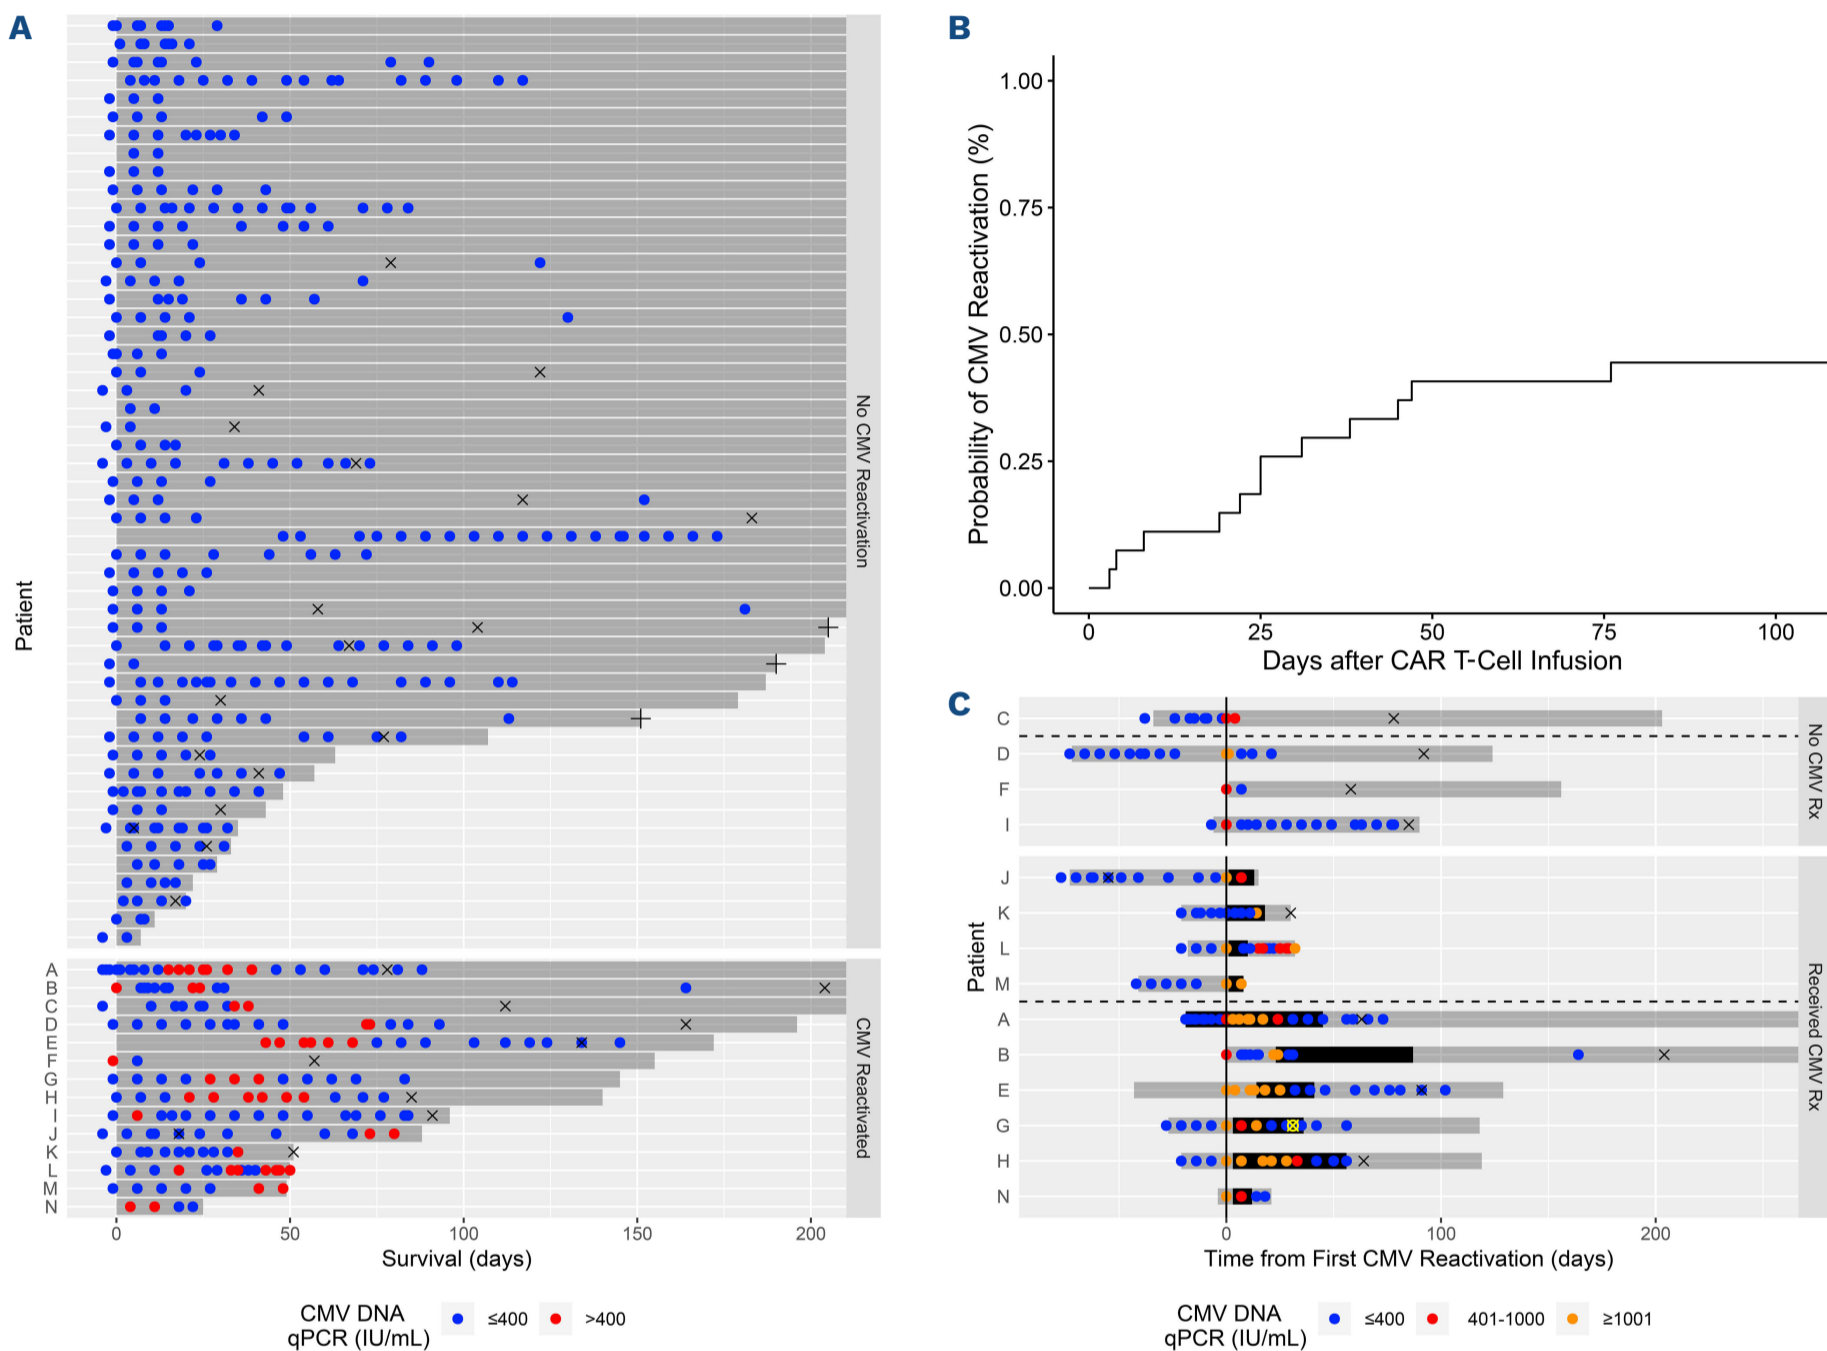 A
No CMV Reactivation
Patient
A
B
C
D
E
F
G
H
I
J
K
L
M
N
CMV Reactivated
0 50 100 150 200
Survival (days)
CMV DNA
qPCR (IU/mL)
≤400 >400
B
Probability of CMV Reactivation (%)
1.00
0.75
0.50
0.25
0.00
0 25 50 75 100
Days after CAR T-Cell Infusion
C
C
D
F
I
No CMV Rx
Patient
J
K
L
M
A
B
E
G
H
N
Received CMV Rx
0 100 200
Time from First CMV Reactivation (days)
CMV DNA
qPCR (IU/mL)
≤400 401-1000 ≥1001